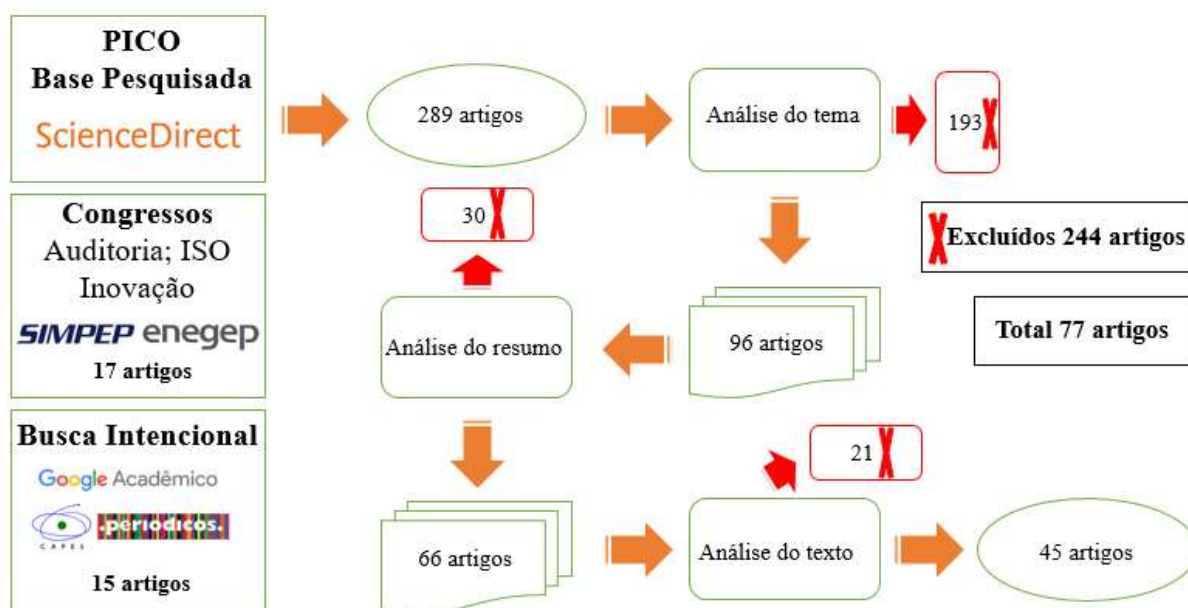 PICO
Base Pesquisada
ScienceDirect
289 artigos
Análise do tema
193
Congressos
Auditoria; ISO
Inovação
SIMPEP enegep
17 artigos
30
Excluídos 244 artigos
Análise do resumo
96 artigos
Total 77 artigos
Busca Intencional
Google Acadêmico
CAPES
.periodicos.
15 artigos
66 artigos
21
Análise do texto
45 artigos